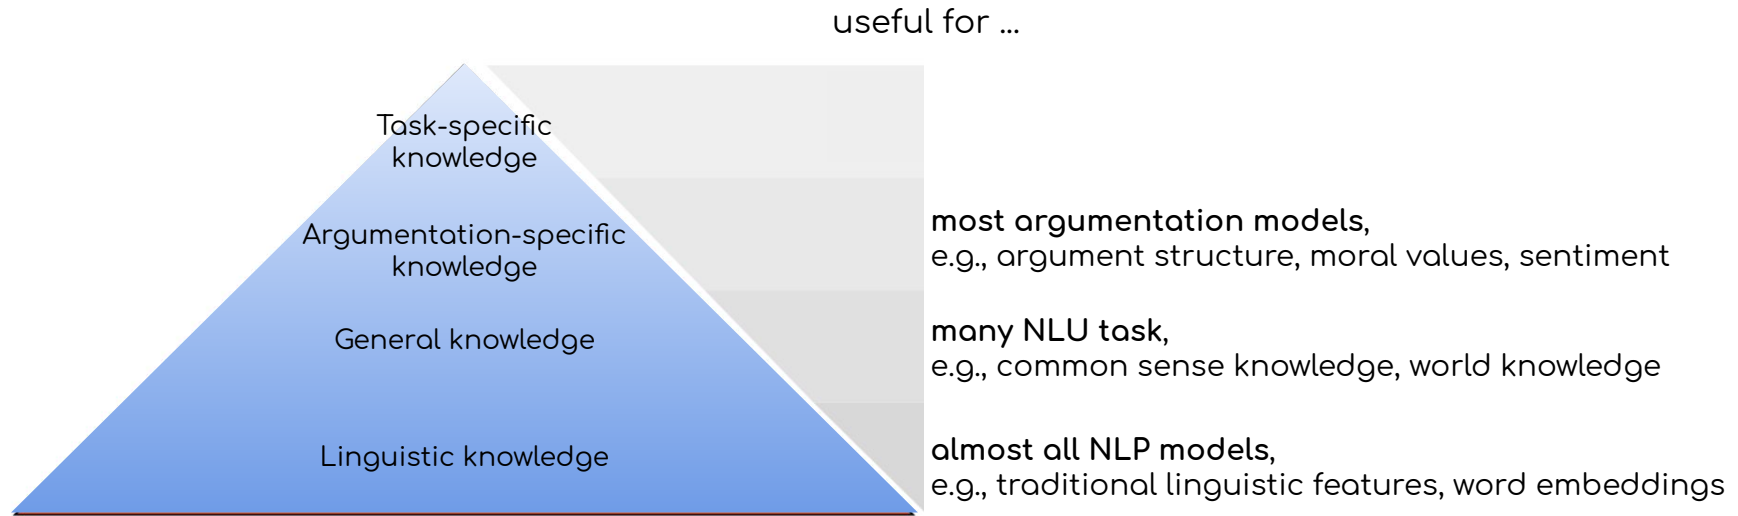 useful for ...
Task-specific
knowledge
Argumentation-specific
knowledge
most argumentation models,
e.g., argument structure, moral values, sentiment
General knowledge
many NLU task,
e.g., common sense knowledge, world knowledge
Linguistic knowledge
almost all NLP models,
e.g., traditional linguistic features, word embeddings